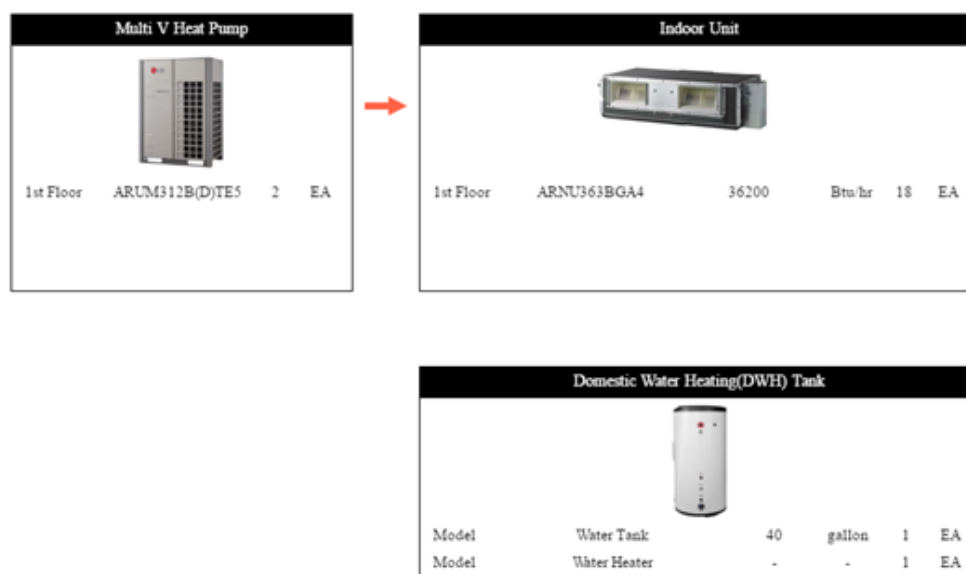 Multi V Heat Pump
1st Floor ARUM312B(D)TE5 2 EA
Indoor Unit
1st Floor ARNU363BGA4 36200 Btu/hr 18 EA
Domestic Water Heating(DWH) Tank
Model Water Tank 40 gallon 1 EA
Model Water Heater - - 1 EA